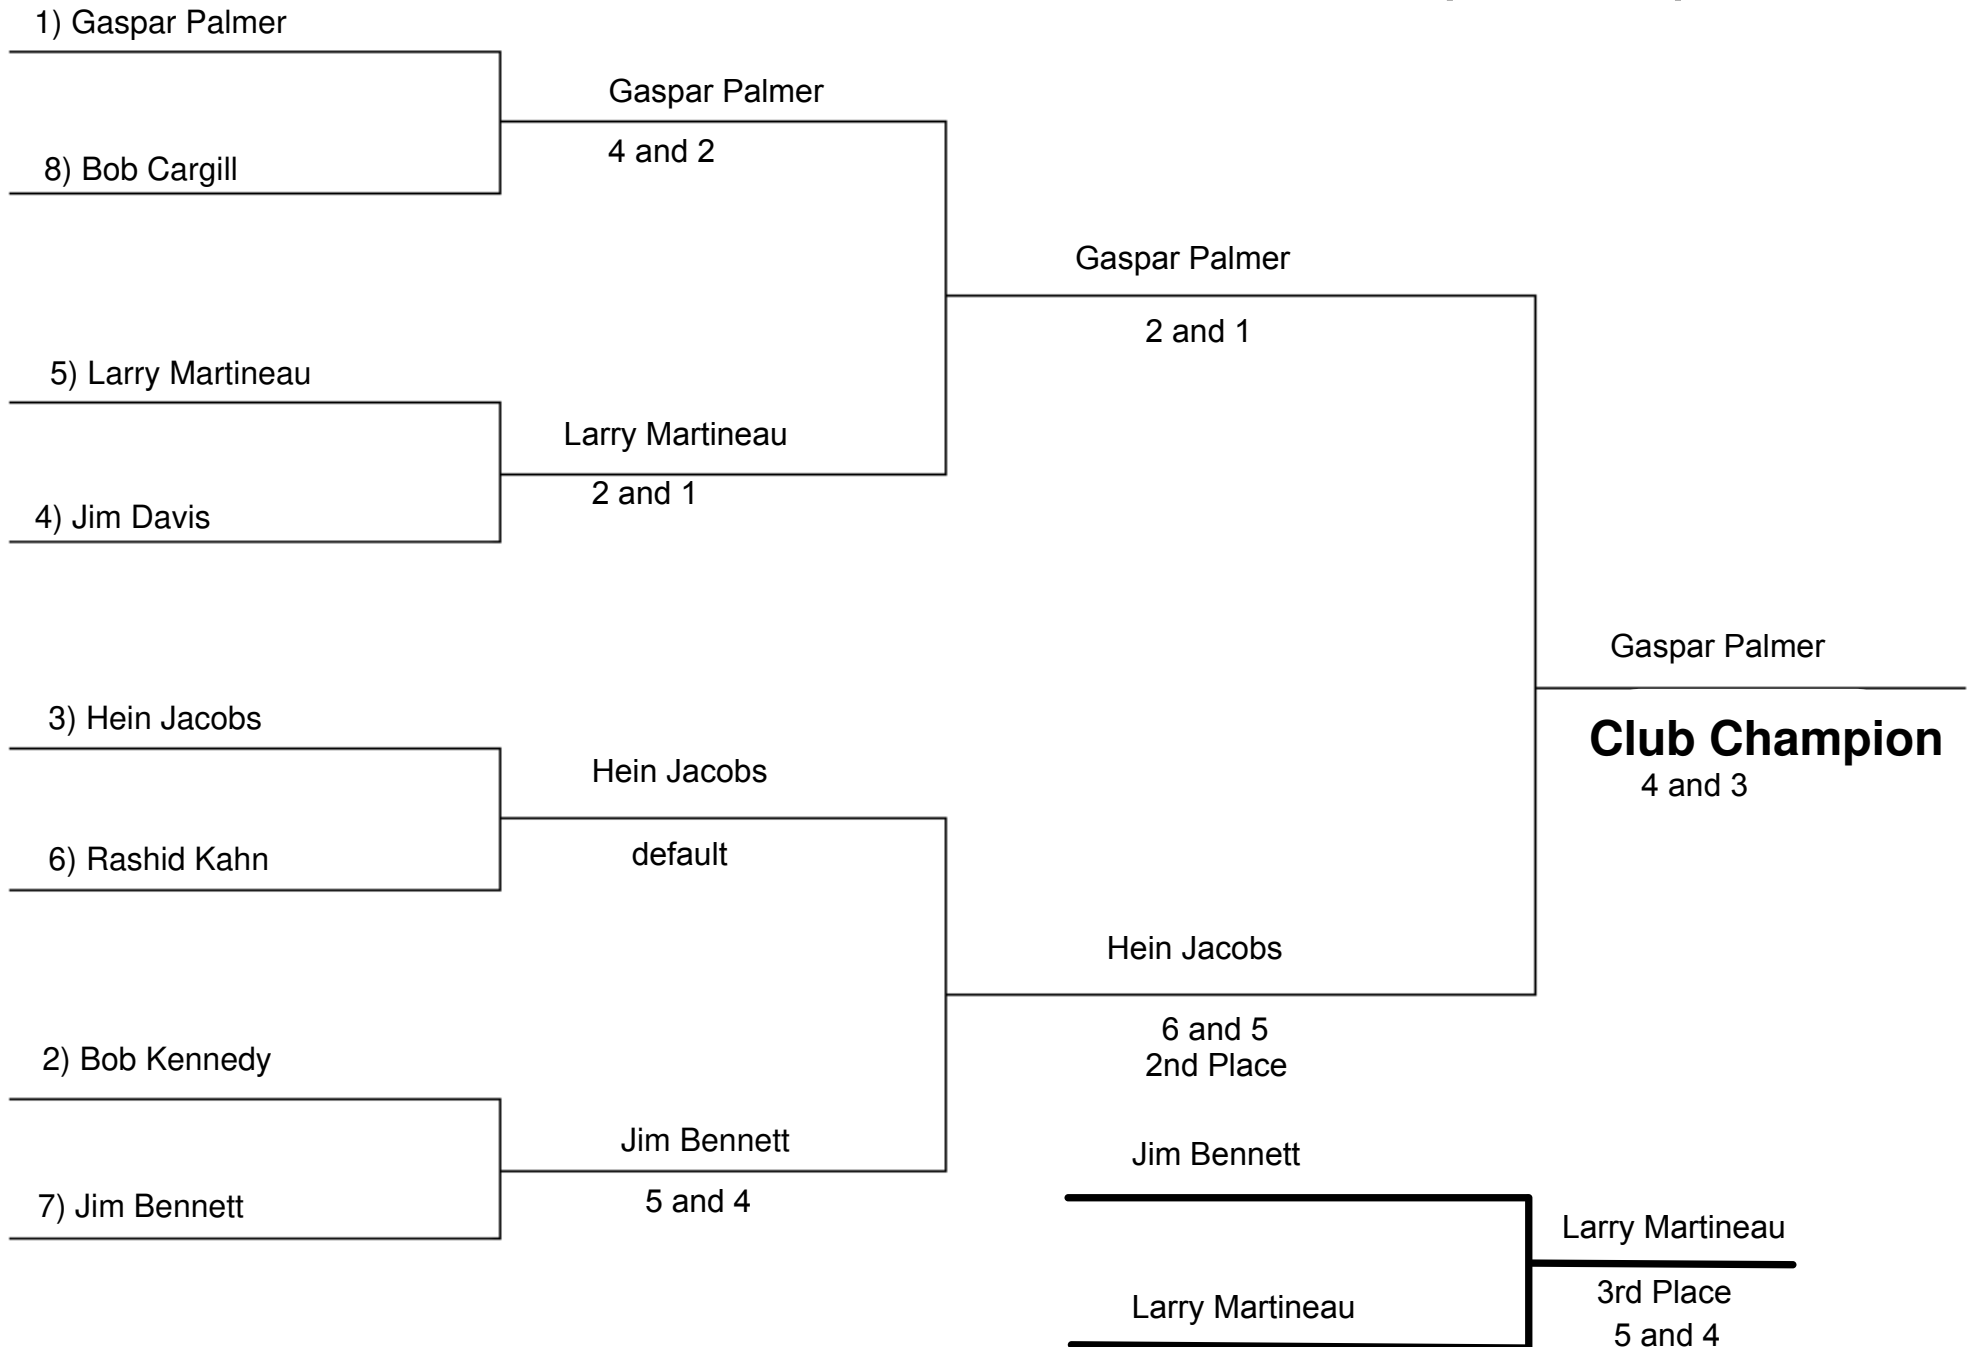 1) Gaspar Palmer
Gaspar Palmer
4 and 2
8) Bob Cargill
Gaspar Palmer
2 and 1
5) Larry Martineau
Larry Martineau
2 and 1
4) Jim Davis
Gaspar Palmer
Club Champion
4 and 3
3) Hein Jacobs
Hein Jacobs
default
6) Rashid Kahn
Hein Jacobs
6 and 5
2nd Place
2) Bob Kennedy
Jim Bennett
5 and 4
7) Jim Bennett
Jim Bennett
Larry Martineau
3rd Place
5 and 4
Larry Martineau